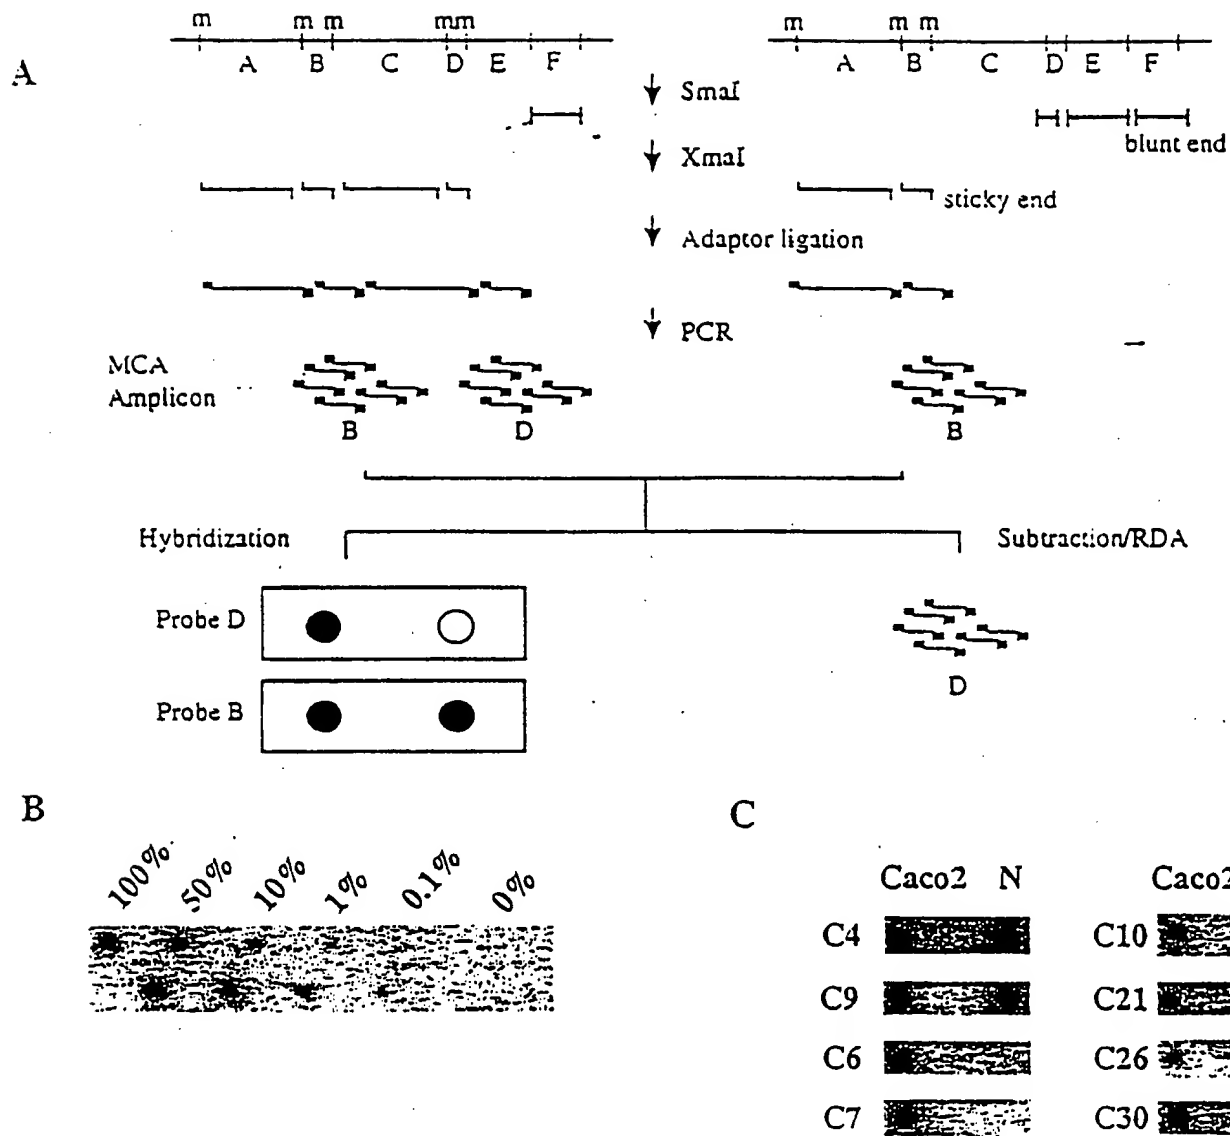 A
m m m mm
A B C D E F
m m m
A B C D E F
SmaI
blunt end
XmaI
sticky end
Adaptor ligation
PCR
MCA
Amplicon
B D
B
Hybridization
Subtraction/RDA
Probe D
D
Probe B
B
100% 50% 10% 1% 0.1% 0%
C
Caco2 N
Caco2
C4
C10
C9
C21
C6
C26
C7
C30